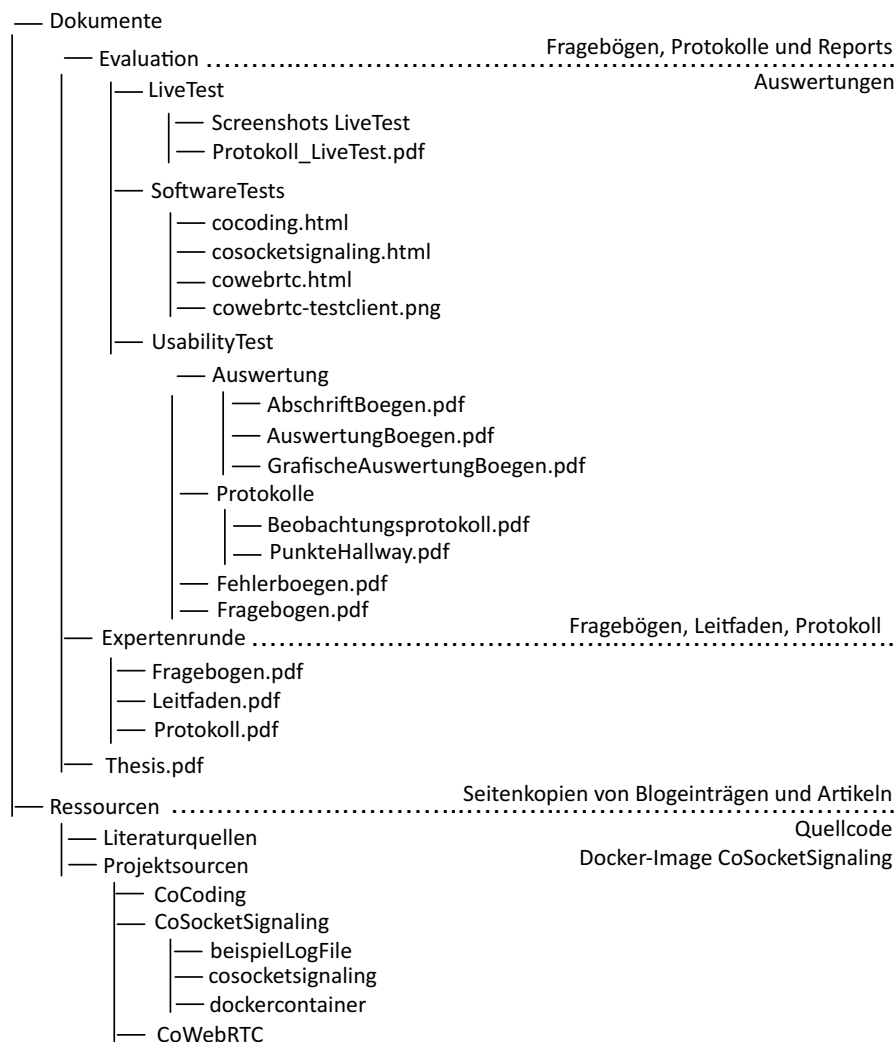 Dokumente
Evaluation Fragebögen, Protokolle und Reports
Auswertungen
LiveTest
Screenshots LiveTest
Protokoll_LiveTest.pdf
SoftwareTests
cocoding.html
cosocketsignaling.html
cowebrtc.html
cowebrtc-testclient.png
UsabilityTest
Auswertung
AbschriftBoegen.pdf
AuswertungBoegen.pdf
GrafischeAuswertungBoegen.pdf
Protokolle
Beobachtungsprotokoll.pdf
PunkteHallway.pdf
Fehlerboegen.pdf
Fragebogen.pdf
Expertenrunde Fragebögen, Leitfaden, Protokoll
Fragebogen.pdf
Leitfaden.pdf
Protokoll.pdf
Thesis.pdf
Ressourcen Seitenkopien von Blogeinträgen und Artikeln
Quellcode
Literaturquellen
Docker-Image CoSocketSignaling
Projektsourcen
CoCoding
CoSocketSignaling
beispielLogFile
cosocketsignaling
dockercontainer
CoWebRTC